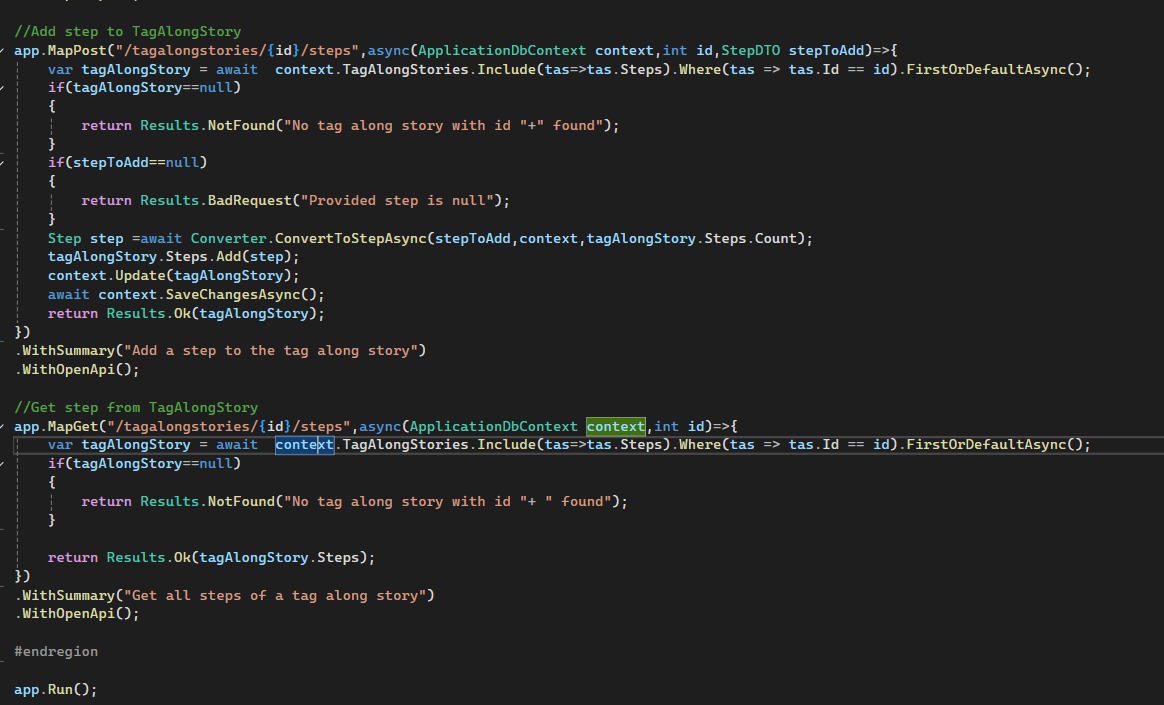 //Add step to TagAlongStory
app.MapPost("/tagalongstories/{id}/steps",async(ApplicationDbContext context,int id,StepDTO stepToAdd)=>{
    var tagAlongStory = await  context.TagAlongStories.Include(tas=>tas.Steps).Where(tas => tas.Id == id).FirstOrDefaultAsync();
    if(tagAlongStory==null)
    {
        return Results.NotFound("No tag along story with id "+" found");
    }
    if(stepToAdd==null)
    {
        return Results.BadRequest("Provided step is null");
    }
    Step step =await Converter.ConvertToStepAsync(stepToAdd,context,tagAlongStory.Steps.Count);
    tagAlongStory.Steps.Add(step);
    context.Update(tagAlongStory);
    await context.SaveChangesAsync();
    return Results.Ok(tagAlongStory);
})
.WithSummary("Add a step to the tag along story")
.WithOpenApi();

//Get step from TagAlongStory
app.MapGet("/tagalongstories/{id}/steps",async(ApplicationDbContext context,int id)=>{
    var tagAlongStory = await  context.TagAlongStories.Include(tas=>tas.Steps).Where(tas => tas.Id == id).FirstOrDefaultAsync();
    if(tagAlongStory==null)
    {
        return Results.NotFound("No tag along story with id "+ " found");
    }

    return Results.Ok(tagAlongStory.Steps);
})
.WithSummary("Get all steps of a tag along story")
.WithOpenApi();

#endregion

app.Run();